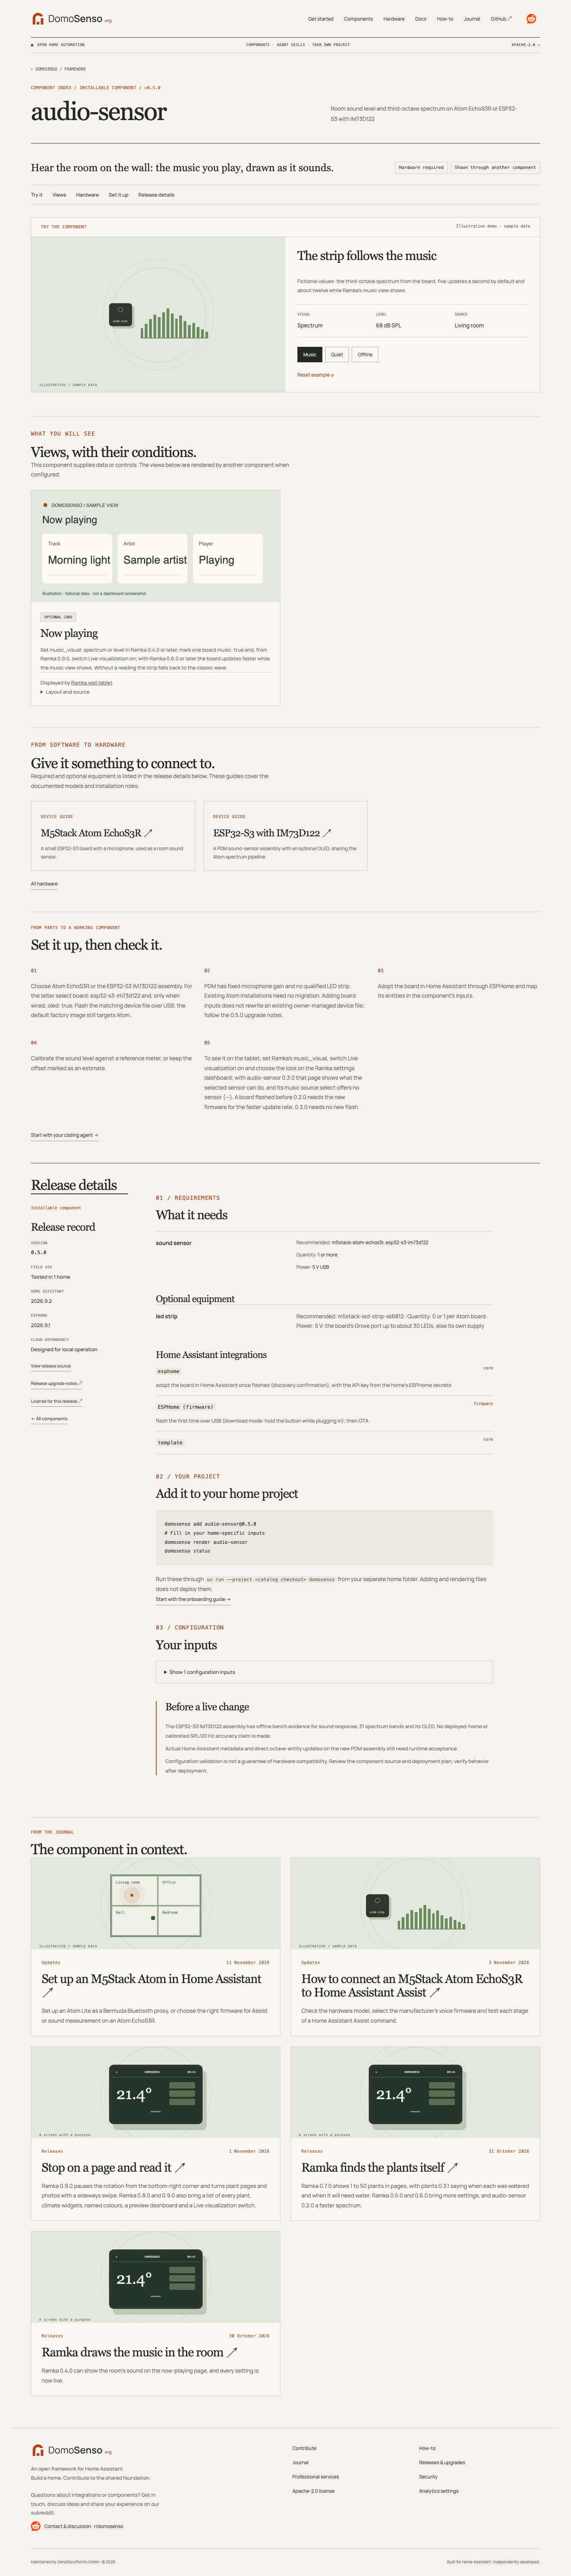 DomoSenso.org
Get started
Components
Hardware
Docs
How-to
Journal
GitHub ↗
OPEN HOME AUTOMATION
COMPONENTS · AGENT SKILLS · YOUR OWN PROJECT
APACHE-2.0 ↗
← DOMOSENSO / FRAMEWORK
COMPONENT INDEX / INSTALLABLE COMPONENT / v0.5.0
audio-sensor
Room sound level and third-octave spectrum on Atom EchoS3R or ESP32-
S3 with IM73D122
Hear the room on the wall: the music you play, drawn as it sounds.
Hardware required
Shown through another component
Try it
Views
Hardware
Set it up
Release details
TRY THE COMPONENT
Illustrative demo · sample data
ATOM S3R
ILLUSTRATIVE / SAMPLE DATA
The strip follows the music
Fictional values: the third-octave spectrum from the board, five updates a second by default and
about twelve while Ramka's music view shows.
VISUAL
LEVEL
SOURCE
Spectrum
68 dB SPL
Living room
Music
Quiet
Offline
Reset example
WHAT YOU WILL SEE
Views, with their conditions.
This component supplies data or controls. The views below are rendered by another component when
configured.
DOMOSENSO / SAMPLE VIEW
Now playing
Track
Artist
Player
Morning light
Sample artist
Playing
Illustration · fictional data · not a dashboard screenshot
OPTIONAL CARD
Now playing
Set music_visual: spectrum or level in Ramka 0.4.0 or later, mark one board music: true and, from
Ramka 0.9.0, switch Live visualization on; with Ramka 0.6.0 or later the board updates faster while
the music view shows. Without a reading the strip falls back to the classic wave.
Displayed by Ramka wall tablet
▶ Layout and source
FROM SOFTWARE TO HARDWARE
Give it something to connect to.
Required and optional equipment is listed in the release details below. These guides cover the
documented models and installation roles.
DEVICE GUIDE
M5Stack Atom EchoS3R ↗
A small ESP32-S3 board with a microphone, used as a room sound
sensor
DEVICE GUIDE
ESP32-S3 with IM73D122 ↗
A PDM sound-sensor assembly with an optional OLED, sharing the
Atom spectrum pipeline.
All hardware
FROM PARTS TO A WORKING COMPONENT
Set it up, then check it.
01
Choose Atom EchoS3R or the ESP32-S3 IM73D122 assembly. For
the latter select board: esp32-s3-im73d122 and, only when
wired, oled: true. Flash the matching device file over USB; the
default factory image still targets Atom.
02
PDM has fixed microphone gain and no qualified LED strip.
Existing Atom installations need no migration. Adding board
inputs does not rewrite an existing owner-managed device file;
follow the 0.5.0 upgrade notes.
03
Adopt the board in Home Assistant through ESPHome and map
its entities in the component's inputs.
04
Calibrate the sound level against a reference meter, or keep the
offset marked as an estimate.
05
To see it on the tablet, set Ramka's music_visual, switch Live
visualization on and choose the look on the Ramka settings
dashboard; with audio-sensor 0.3.0 that page shows what the
selected sensor can do, and its music source select offers no
sensor (—). A board flashed before 0.2.0 needs the new
firmware for the faster update rate; 0.3.0 needs no new flash.
Start with your coding agent →
Release details
Installable component
Release record
VERSION
0.5.0
FIELD USE
Tested in 1 home
HOME ASSISTANT
2026.9.2
ESPHOME
2026.9.1
CLOUD DEPENDENCY
Designed for local operation
View release source
Release upgrade notes ↗
License for this release ↗
← All components
01 / REQUIREMENTS
What it needs
sound sensor
Recommended: m5stack-atom-echos3r, esp32-s3-im73d122
Quantity: 1 or more
Power: 5 V USB
Optional equipment
led strip
Recommended: m5stack-led-strip-sk6812 · Quantity: 0 or 1 per Atom board ·
Power: 5 V: the board's Grove port up to about 30 LEDs, else its own supply
Home Assistant integrations
esphome
core
adopt the board in Home Assistant once flashed (discovery confirmation), with the API key from the home's ESPHome secrets
ESPHome (firmware)
firmware
flash the first time over USB (download mode: hold the button while plugging in); then OTA
template
core
02 / YOUR PROJECT
Add it to your home project
domosenso add audio-sensor@0.5.0
# Fill in your home-specific inputs
domosenso render audio-sensor
domosenso status
Run these through uv run --project <catalog checkout> domosenso from your separate home folder. Adding and rendering files
does not deploy them.
Start with the onboarding guide →
03 / CONFIGURATION
Your inputs
▶ Show 1 configuration inputs
Before a live change
The ESP32-S3 IM73D122 assembly has offline bench evidence for sound response, 31 spectrum bands and its OLED. No deployed-home or
calibrated SPL/20 Hz accuracy claim is made.
Actual Home Assistant metadata and direct octave-entity updates on the new PDM assembly still need runtime acceptance.
Configuration validation is not a guarantee of hardware compatibility. Review the component source and deployment plan; verify behavior
after deployment.
FROM THE JOURNAL
The component in context.
Living room
Office
Hall
Bedroom
ILLUSTRATIVE / SAMPLE DATA
Updates
11 November 2026
Set up an M5Stack Atom in Home Assistant
↗
Set up an Atom Lite as a Bermuda Bluetooth proxy, or choose the right firmware for Assist
or sound measurement on an Atom EchoS3R.
ATOM S3R
ILLUSTRATIVE / SAMPLE DATA
Updates
3 November 2026
How to connect an M5Stack Atom EchoS3R
to Home Assistant Assist ↗
Check the hardware model, select the manufacturer's voice firmware and test each stage
of a Home Assistant Assist command.
DOMOSENSO
21.4°
A screen with a purpose
Releases
1 November 2026
Stop on a page and read it ↗
Ramka 0.9.0 pauses the rotation from the bottom-right corner and turns plant pages and
photos with a sideways swipe. Ramka 0.8.0 and 0.9.0 also bring a list of every plant,
climate widgets, named colours, a preview dashboard and a Live visualization switch.
DOMOSENSO
21.4°
A screen with a purpose
Releases
31 October 2026
Ramka finds the plants itself ↗
Ramka 0.7.0 shows 1 to 50 plants in pages, with plants 0.3.1 saying when each was watered
and when it will need water. Ramka 0.5.0 and 0.6.0 bring more settings, and audio-sensor
0.2.0 a faster spectrum.
DOMOSENSO
21.4°
A screen with a purpose
Releases
30 October 2026
Ramka draws the music in the room ↗
Ramka 0.4.0 can show the room's sound on the now-playing page, and every setting is
now live.
DomoSenso.org
An open framework for Home Assistant.
Build a home. Contribute to the shared foundation.
Questions about integrations or components? Get in
touch, discuss ideas and share your experience on our
subreddit.
Contact & discussion · r/domosenso
Contribute
Journal
Professional services
Apache-2.0 license
How-to
Releases & upgrades
Security
Analytics settings
Maintained by ZeroStoryPoints GmbH · © 2026
Built for Home Assistant. Independently developed.